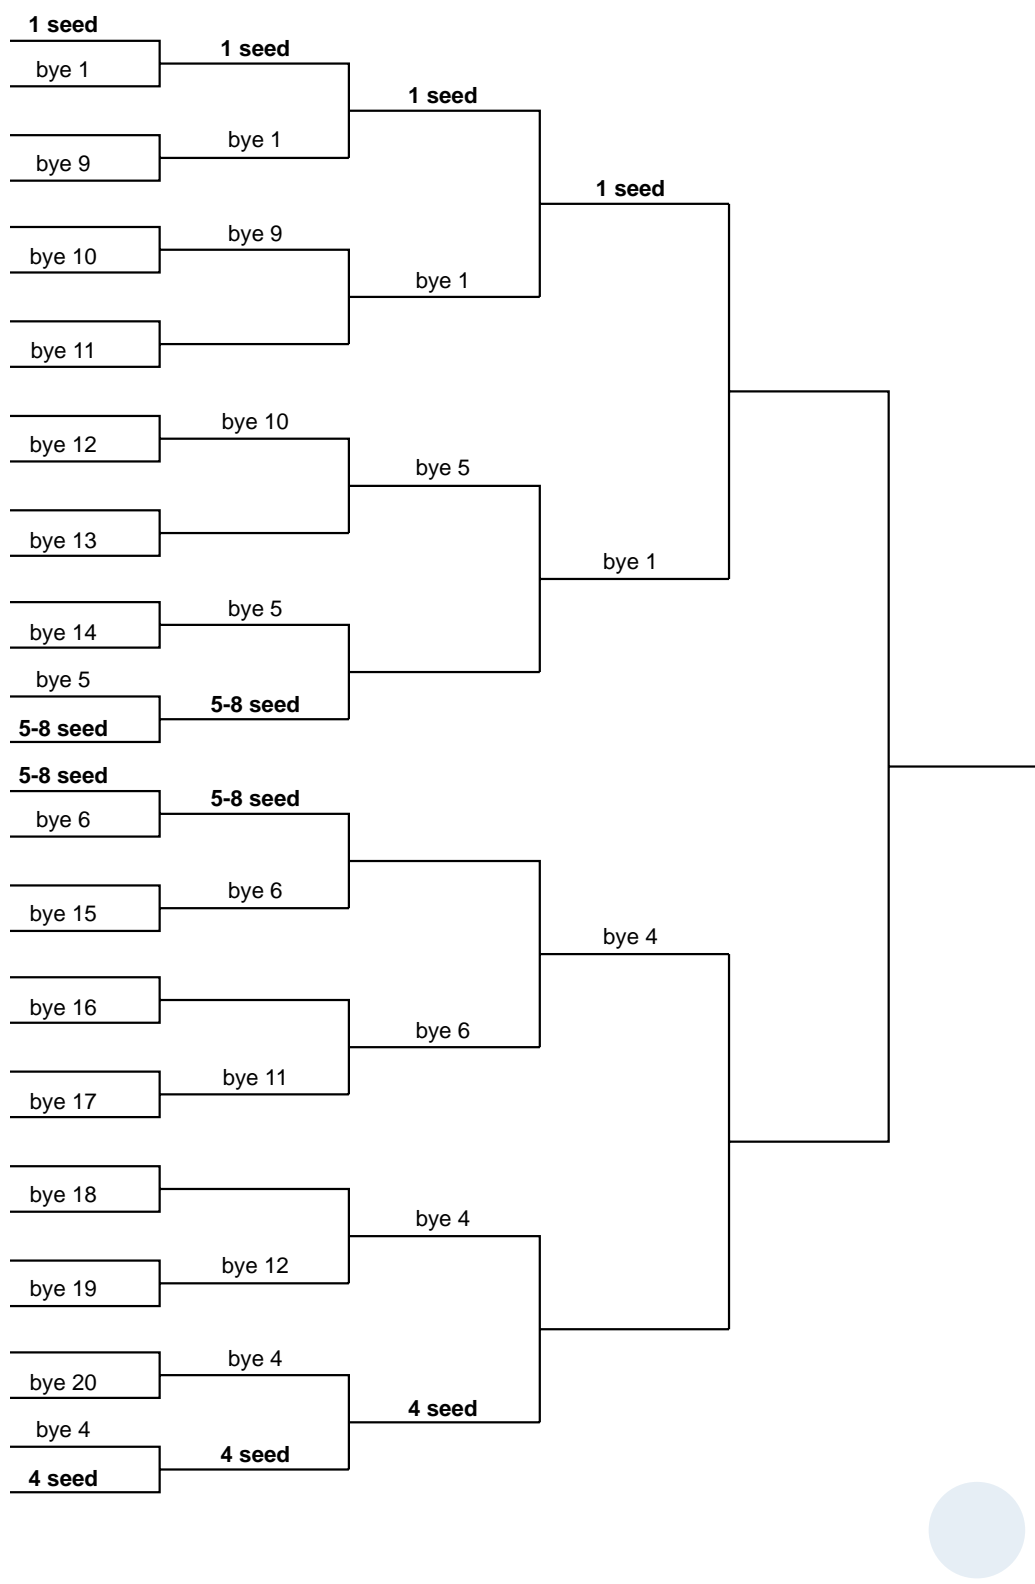 1 seed
bye 1
bye 9
bye 10
bye 11
bye 12
bye 13
bye 14
bye 5
5-8 seed
5-8 seed
bye 6
bye 15
bye 16
bye 17
bye 18
bye 19
bye 20
bye 4
4 seed
1 seed
bye 1
bye 9
bye 10
bye 5
5-8 seed
5-8 seed
bye 6
bye 11
bye 12
bye 4
4 seed
1 seed
bye 1
bye 5
bye 6
bye 4
4 seed
1 seed
bye 1
bye 4